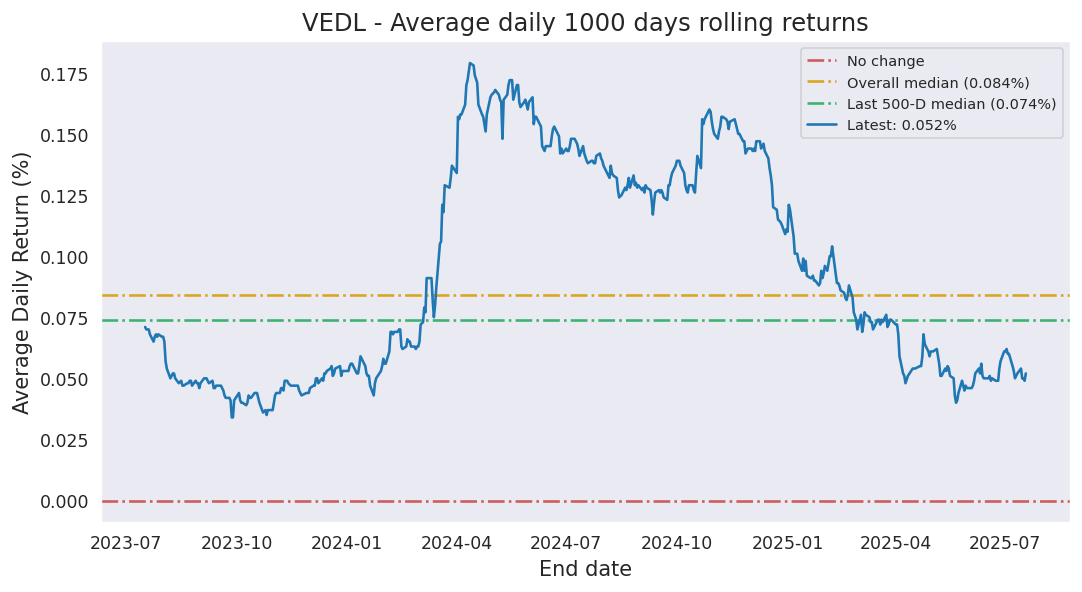 VEDL - Average daily 1000 days rolling returns
No change
Overall median (0.084%)
Last 500-D median (0.074%)
Latest: 0.052%
Average Daily Return (%)
0.175
0.150
0.125
0.100
0.075
0.050
0.025
0.000
2023-07 2023-10 2024-01 2024-04 2024-07 2024-10 2025-01 2025-04 2025-07
End date